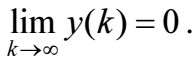 lim y(k) = 0 .
k→∞